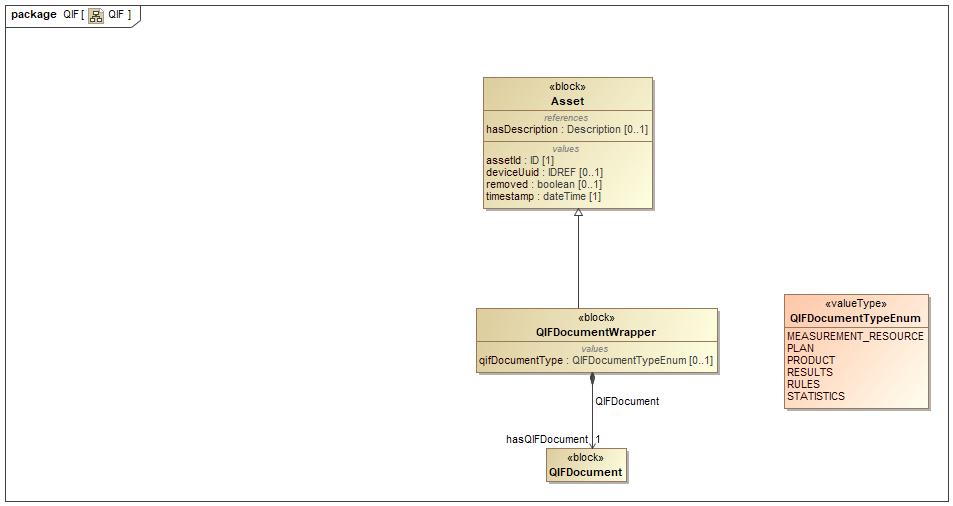 package QIF [ QIF ]
«block»
Asset
references
hasDescription : Description [0..1]
values
assetId : ID [1]
deviceUuid : IDREF [0..1]
removed : boolean [0..1]
timestamp : dateTime [1]
«block»
QIFDocumentWrapper
values
qifDocumentType : QIFDocumentTypeEnum [0..1]
«valueType»
QIFDocumentTypeEnum
MEASUREMENT_RESOURCE
PLAN
PRODUCT
RESULTS
RULES
STATISTICS
QIFDocument
hasQIFDocument 1
«block»
QIFDocument